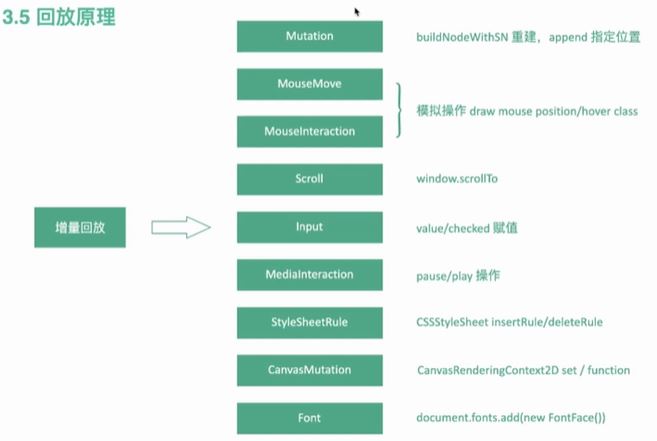 3.5 回放原理
Mutation
buildNodeWithSN 重建，append 指定位置
MouseMove
模拟操作 draw mouse position/hover class
MouseInteraction
Scroll
window.scrollTo
增量回放
Input
value/checked 赋值
MediaInteraction
pause/play 操作
StyleSheetRule
CSSStyleSheet insertRule/deleteRule
CanvasMutation
CanvasRenderingContext2D set / function
Font
document.fonts.add(new FontFace())